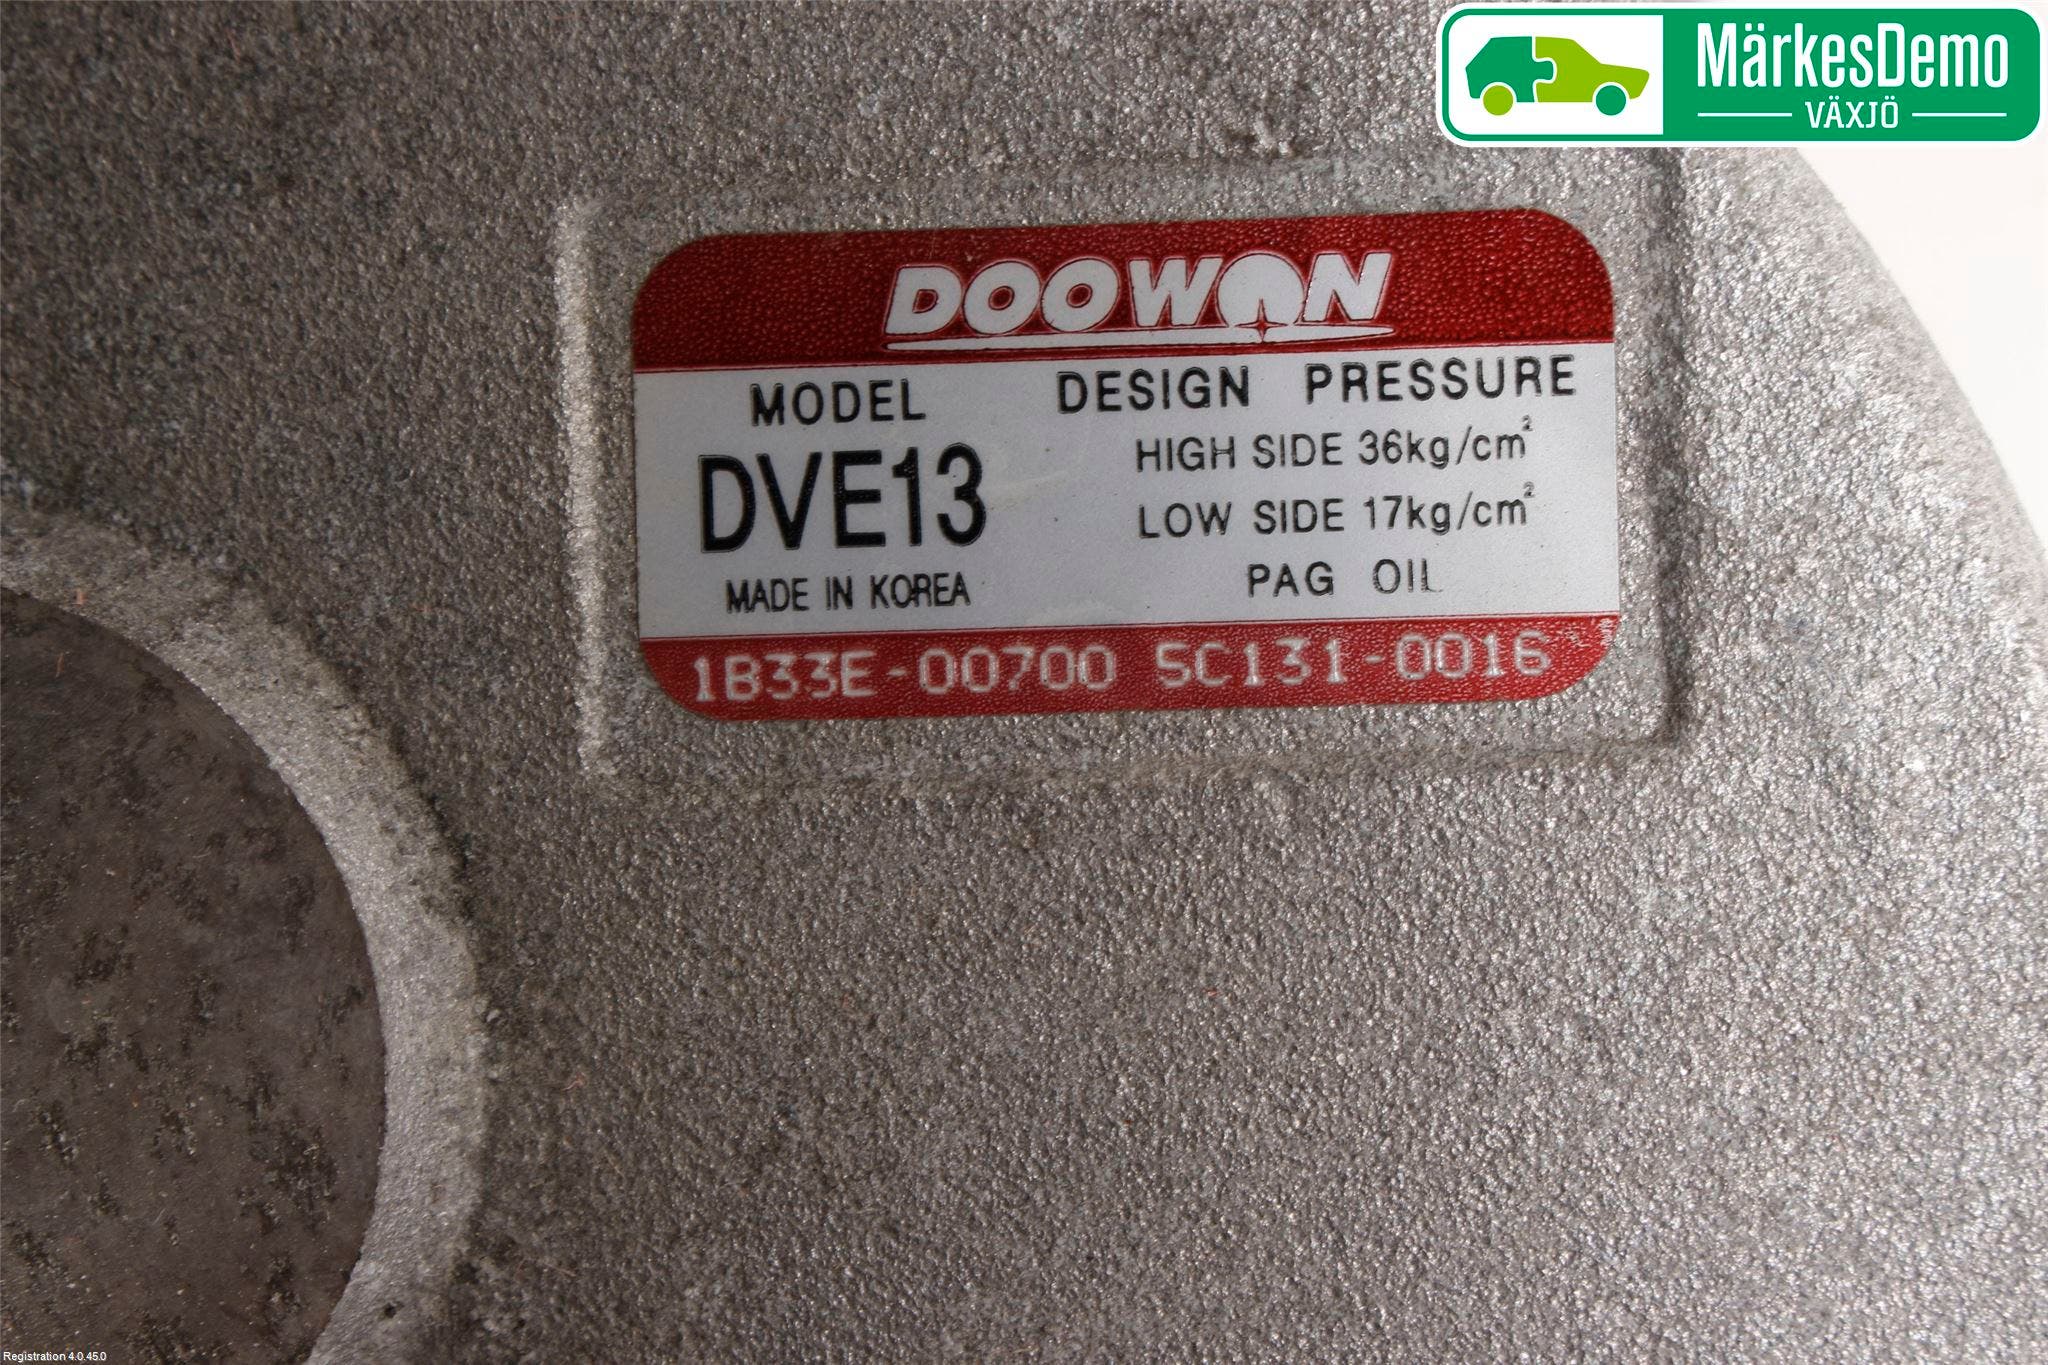 MärkesDemo
VÄXJÖ
DOOWON
MODEL
DVE13
MADE IN KOREA
DESIGN PRESSURE
HIGH SIDE 36kg/cm²
LOW SIDE 17kg/cm²
PAG OIL
1B33E-00700 5C131-0016
Registration 4.0.45.0